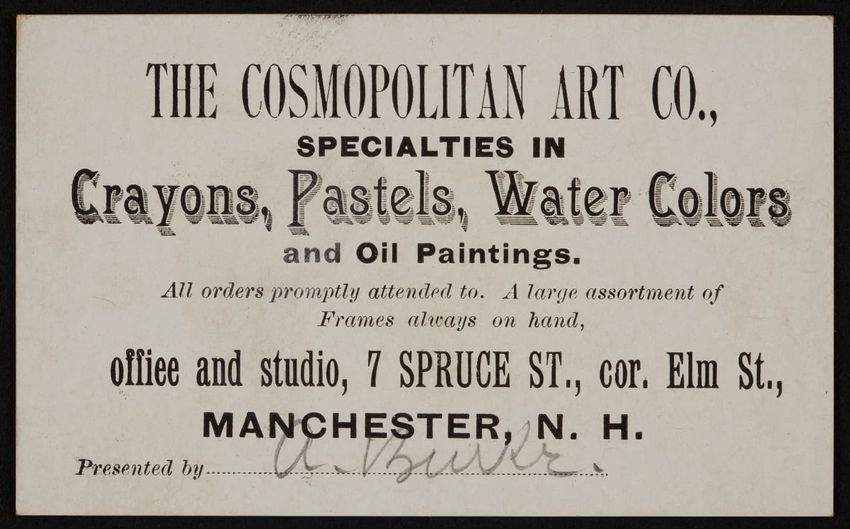 THE COSMOPOLITAN ART CO.,
SPECIALTIES IN
Crayons, Pastels, Water Colors
and Oil Paintings.
All orders promptly attended to. A large assortment of
Frames always on hand,
offiee and studio, 7 SPRUCE ST., cor. Elm St.,
MANCHESTER, N. H.
Presented by A.